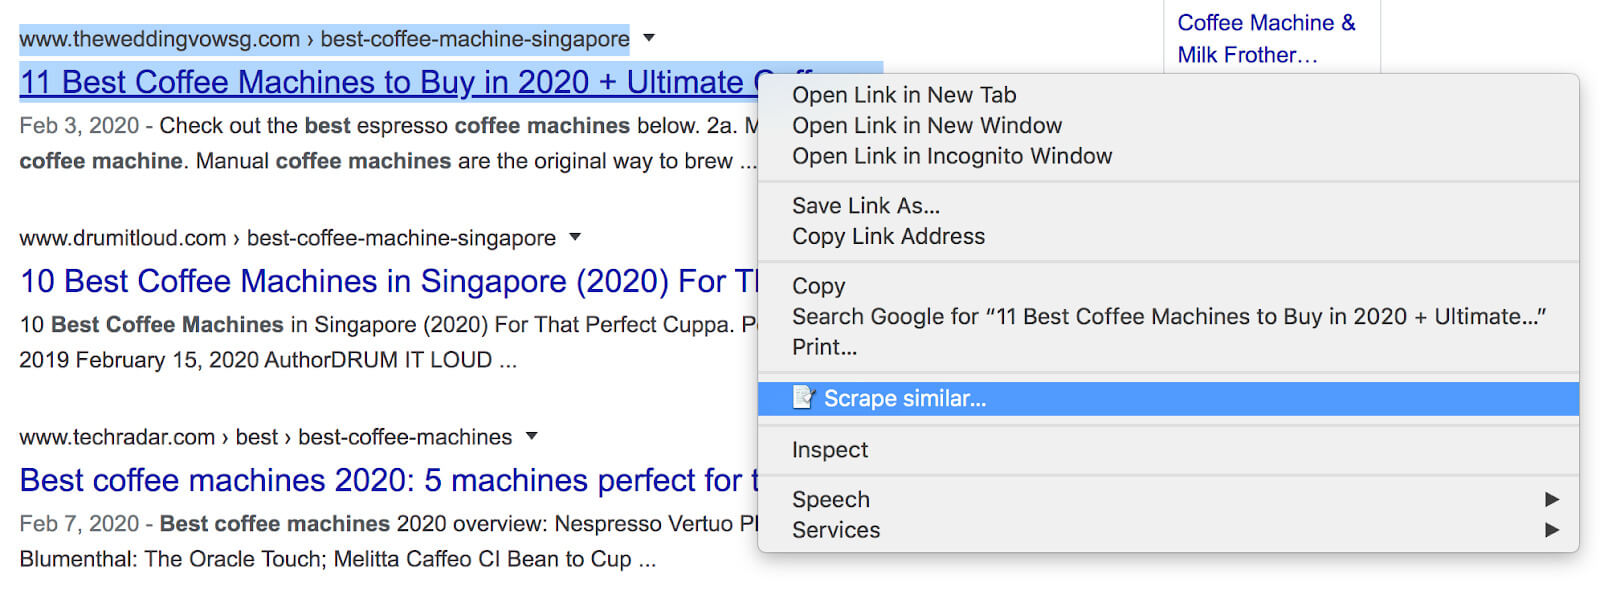 www.theweddingvowsg.com › best-coffee-machine-singapore
11 Best Coffee Machines to Buy in 2020 + Ultimate
Feb 3, 2020 - Check out the best espresso coffee machines below. 2a.
coffee machine. Manual coffee machines are the original way to brew ...
www.drumitloud.com › best-coffee-machine-singapore
10 Best Coffee Machines in Singapore (2020) For
10 Best Coffee Machines in Singapore (2020) For That Perfect Cuppa.
2019 February 15, 2020 AuthorDRUM IT LOUD ...
www.techradar.com › best › best-coffee-machines
Best coffee machines 2020: 5 machines perfect for
Feb 7, 2020 - Best coffee machines 2020 overview: Nespresso Vertuo
Blumenthal: The Oracle Touch; Melitta Caffeo CI Bean to Cup ...
Coffee Machine &
Milk Frother...
Open Link in New Tab
Open Link in New Window
Open Link in Incognito Window
Save Link As...
Copy Link Address
Copy
Search Google for “11 Best Coffee Machines to Buy in 2020 + Ultimate...”
Print...
Scrape similar...
Inspect
Speech
Services